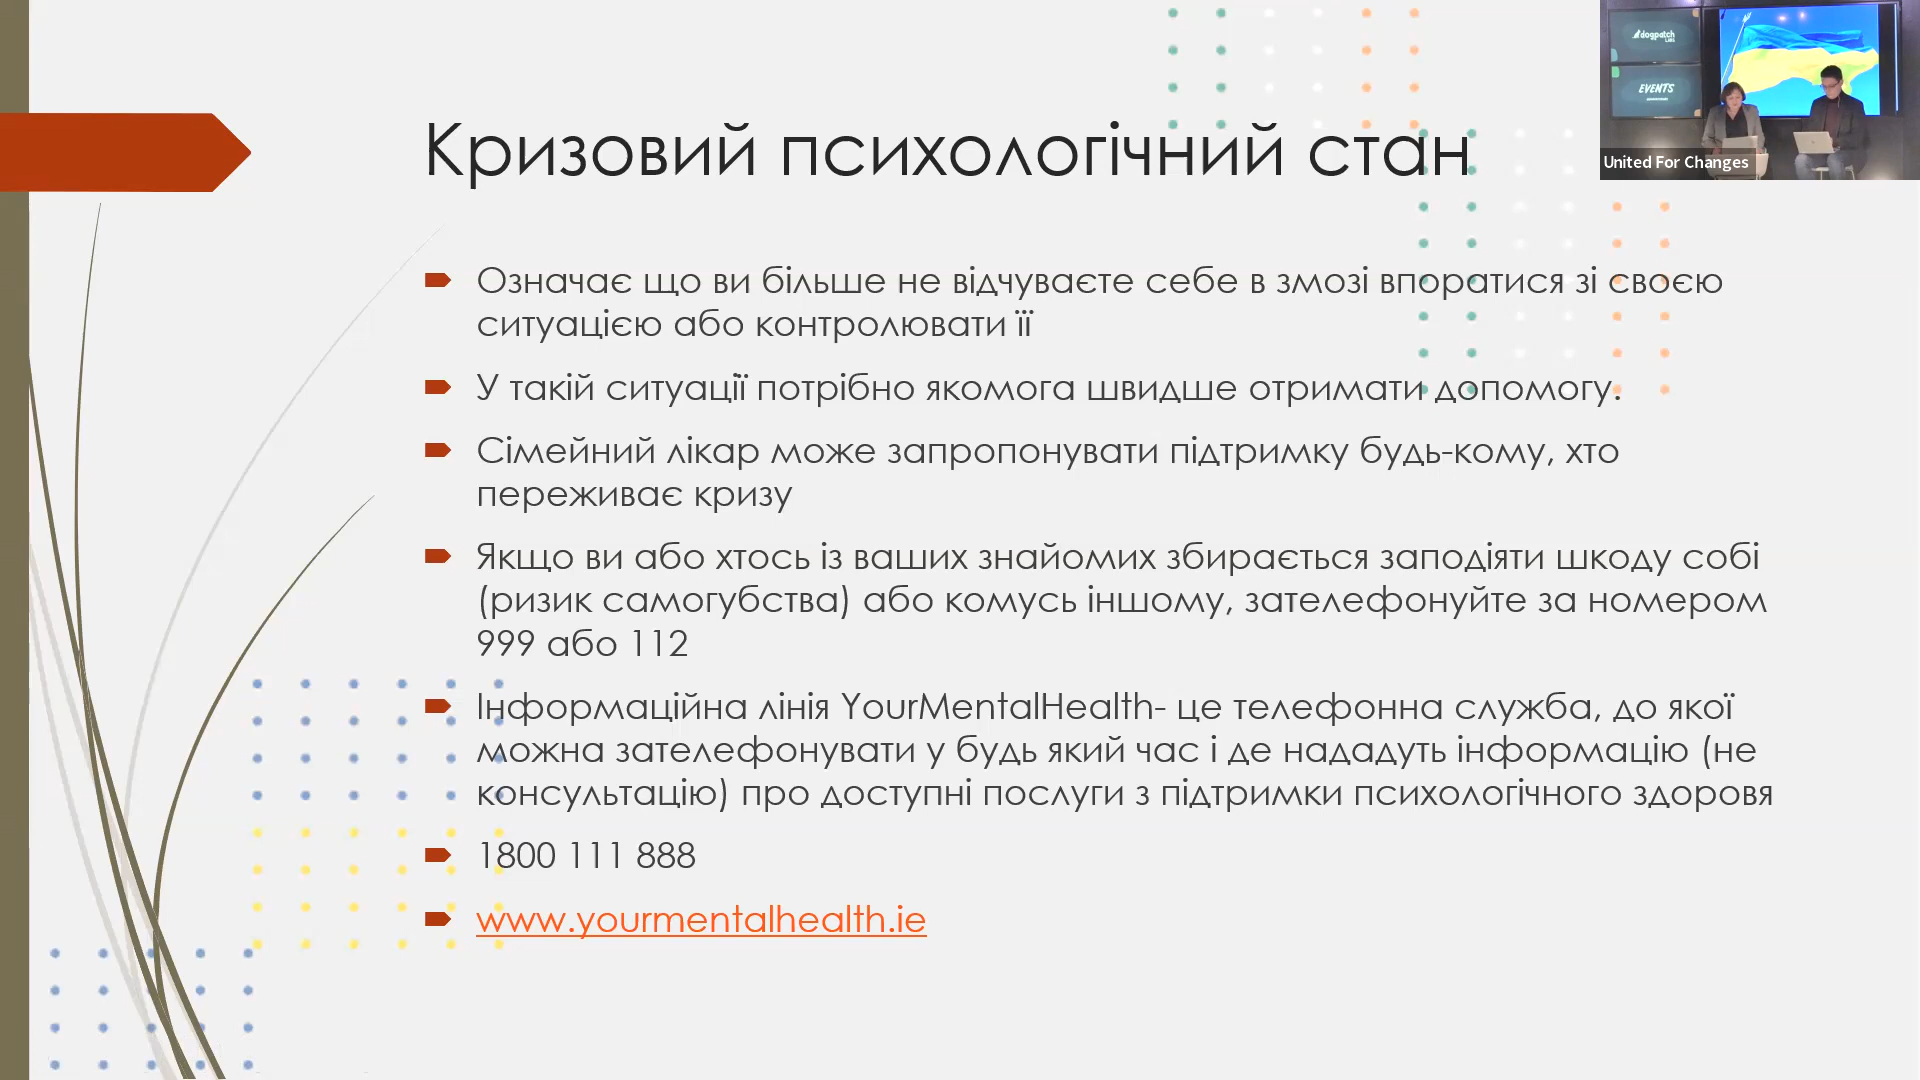 Кризовий психологічний стан
Означає що ви більше не відчуваєте себе в змозі впоратися зі своєю
ситуацією або контролювати її
У такій ситуації потрібно якомога швидше отримати допомогу.
Сімейний лікар може запропонувати підтримку будь-кому, хто
переживає кризу
Якщо ви або хтось із ваших знайомих збирається заподіяти шкоду собі
(ризик самогубства) або комусь іншому, зателефонуйте за номером
999 або 112
Інформаційна лінія YourMentalHealth- це телефонна служба, до якої
можна зателефонувати у будь який час і де нададуть інформацію (не
консультацію) про доступні послуги з підтримки психологічного здоровя
1800 111 888
www.yourmentalhealth.ie
dogpatch
LABS
EVENTS
United For Changes